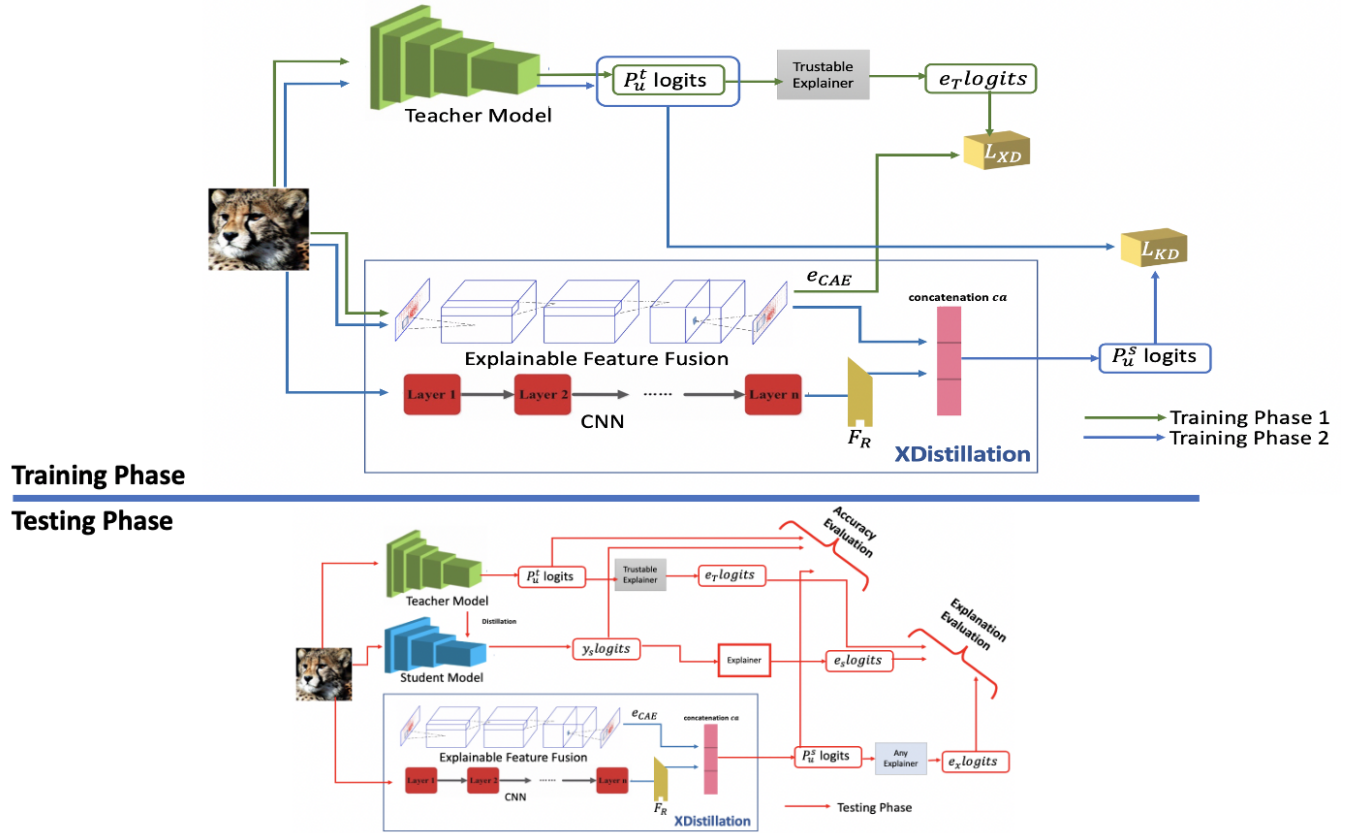 Teacher Model
P_u^t logits
Trustable
Explainer
e_T logits
L_XD
L_KD
e_CAE
concatenation ca
Explainable Feature Fusion
P_u^s logits
Layer 1
Layer 2
......
Layer n
CNN
F_R
XDistillation
Training Phase 1
Training Phase 2
Training Phase
Testing Phase
Accuracy
Evaluation
P_u^t logits
Trustable
Explainer
e_T logits
Teacher Model
Distillation
Explanation
Evaluation
y_s logits
Explainer
e_s logits
Student Model
e_CAE
concatenation ca
Explainable Feature Fusion
P_u^s logits
Any
Explainer
e_x logits
Layer 1
Layer 2
......
Layer n
CNN
F_R
Testing Phase
XDistillation